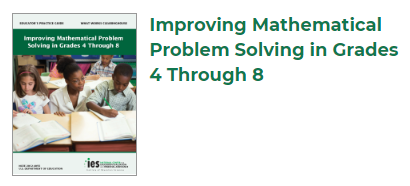 EDUCATOR'S PRACTICE GUIDE WHAT WORKS CLEARINGHOUSE
Improving Mathematical Problem
Solving in Grades 4 Through 8
ies
U.S. DEPARTMENT OF EDUCATION
Improving Mathematical
Problem Solving in Grades
4 Through 8